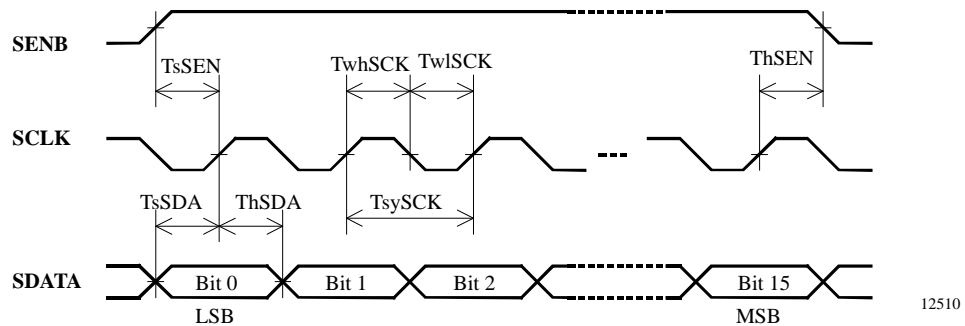 SENB
TsSEN
TwhSCK
TwlSCK
ThSEN
SCLK
TsSDA
ThSDA
TsySCK
SDATA
Bit 0
Bit 1
Bit 2
Bit 15
LSB
MSB
12510